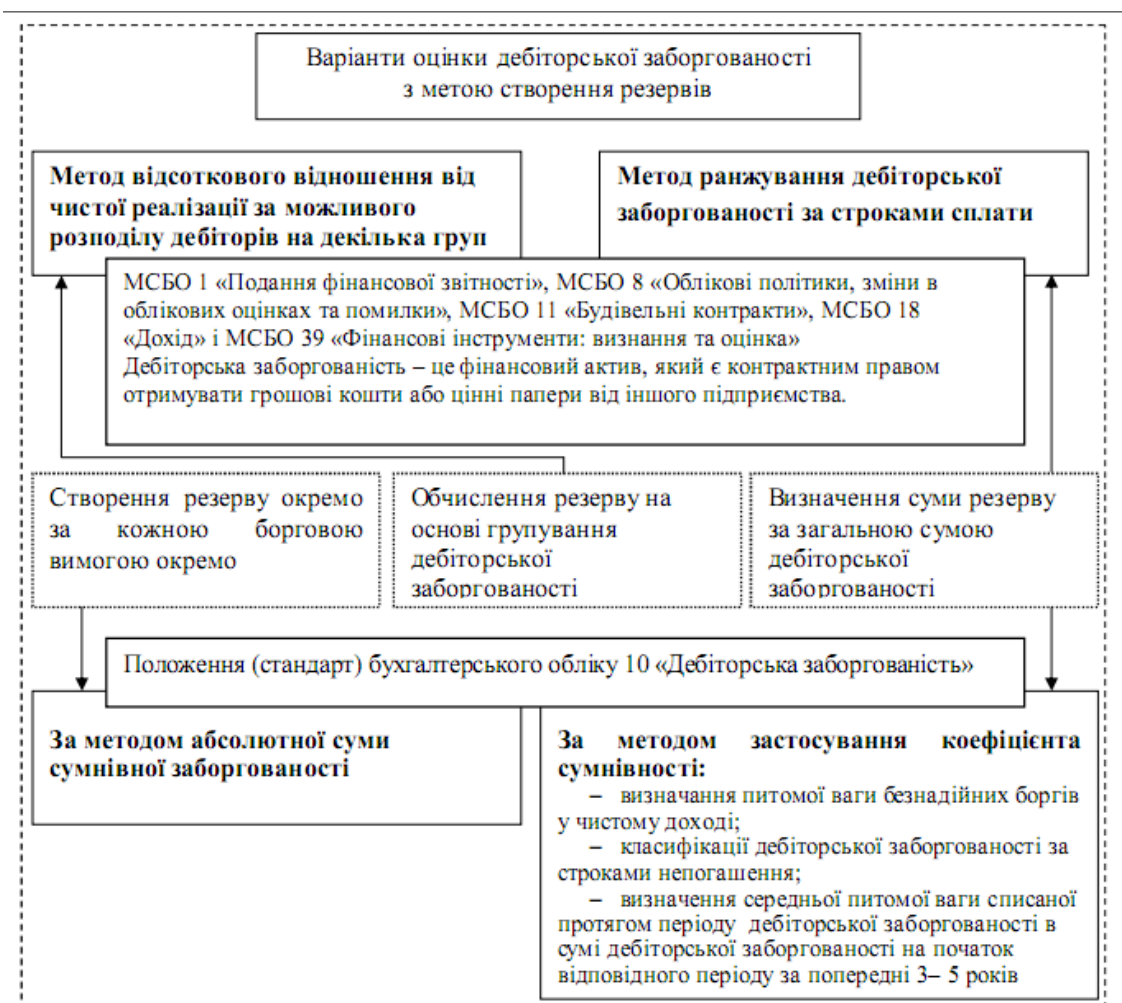 Варіанти оцінки дебіторської заборгованості
з метою створення резервів
Метод відсоткового відношення від
чистої реалізації за можливого
розподілу дебіторів на декілька груп
Метод ранжування дебіторської
заборгованості за строками сплати
МСБО 1 «Подання фінансової звітності», МСБО 8 «Облікові політики, зміни в
облікових оцінках та помилки», МСБО 11 «Будівельні контракти», МСБО 18
«Дохід» і МСБО 39 «Фінансові інструменти: визнання та оцінка»
Дебіторська заборгованість – це фінансовий актив, який є контрактним правом
отримувати грошові кошти або цінні папери від іншого підприємства.
Створення резерву окремо
за кожною борговою
вимогою окремо
Обчислення резерву на
основі групування
дебіторської
заборгованості
Визначення суми резерву
за загальною сумою
дебіторської
заборгованості
Положення (стандарт) бухгалтерського обліку 10 «Дебіторська заборгованість»
За методом абсолютної суми
сумнівної заборгованості
За методом застосування коефіцієнта
сумнівності:
– визначання питомої ваги безнадійних боргів
у чистому доході;
– класифікації дебіторської заборгованості за
строками непогашення;
– визначення середньої питомої ваги списаної
протягом періоду дебіторської заборгованості в
сумі дебіторської заборгованості на початок
відповідного періоду за попередні 3– 5 років